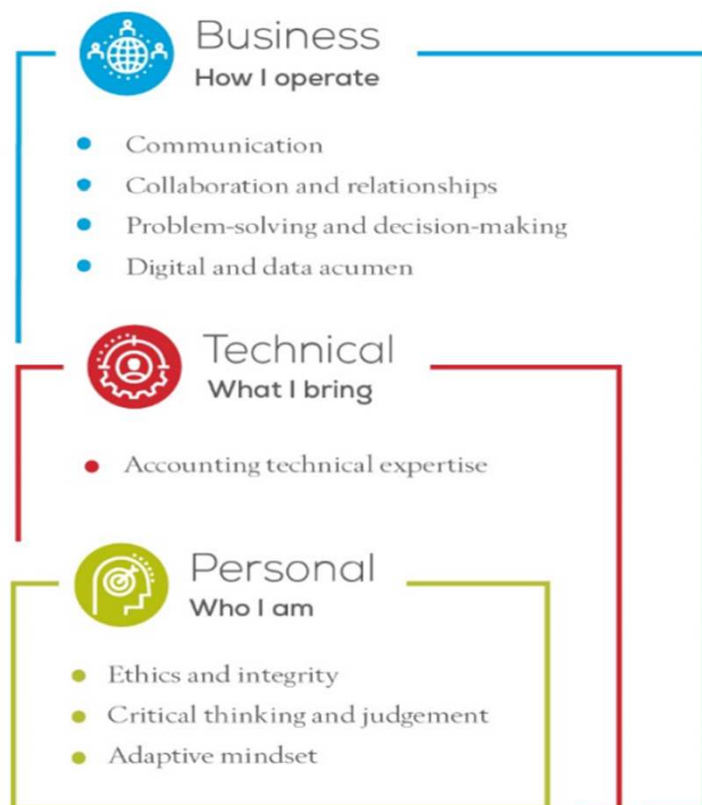 Business
How I operate
Communication
Collaboration and relationships
Problem-solving and decision-making
Digital and data acumen
Technical
What I bring
Accounting technical expertise
Personal
Who I am
Ethics and integrity
Critical thinking and judgement
Adaptive mindset